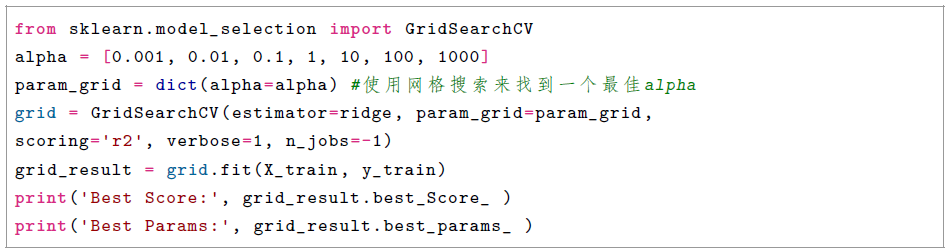 from sklearn.model_selection import GridSearchCV
alpha = [0.001, 0.01, 0.1, 1, 10, 100, 1000]
param_grid = dict(alpha=alpha) #使用网格搜索来找到一个最佳alpha
grid = GridSearchCV(estimator=ridge, param_grid=param_grid,
scoring='r2', verbose=1, n_jobs=-1)
grid_result = grid.fit(X_train, y_train)
print('Best Score:', grid_result.best_Score_ )
print('Best Params:', grid_result.best_params_ )